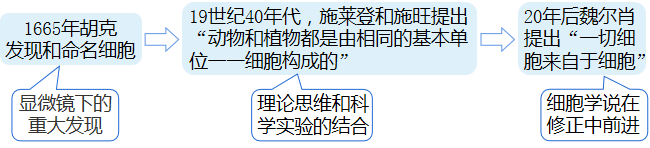 1665年胡克
发现和命名细胞
19世纪40年代，施莱登和施旺提出
“动物和植物都是由相同的基本单
位——细胞构成的”
20年后魏尔肖
提出“一切细
胞来自于细胞”
显微镜下的
重大发现
理论思维和科
学实验的结合
细胞学说在
修正中前进